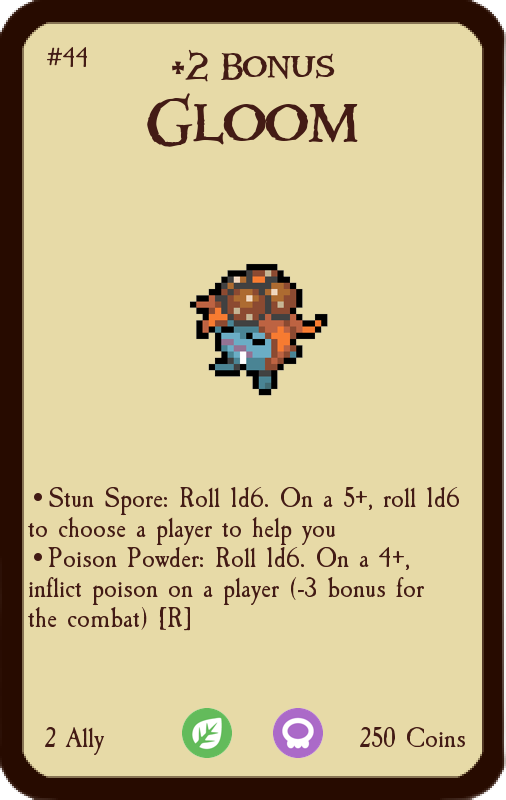 #44
+2 Bonus
Gloom
•Stun Spore: Roll 1d6. On a 5+, roll 1d6
to choose a player to help you
•Poison Powder: Roll 1d6. On a 4+,
inflict poison on a player (-3 bonus for
the combat) [R]
2 Ally
250 Coins